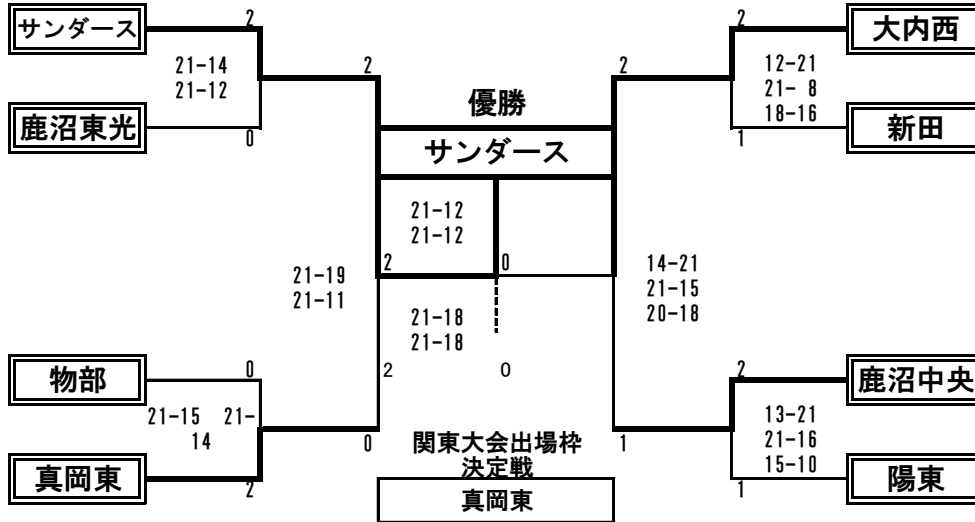 サンダース
2
21-14
21-12
鹿沼東光
0
2
優勝
サンダース
21-12
21-12
2
0
2
2
大内西
12-21
21- 8
18-16
新田
1
21-19
21-11
14-21
21-15
20-18
21-18
21-18
2
0
物部
0
21-15 21-
14
真岡東
2
0
関東大会出場枠
決定戦
真岡東
1
2
鹿沼中央
13-21
21-16
15-10
陽東
1